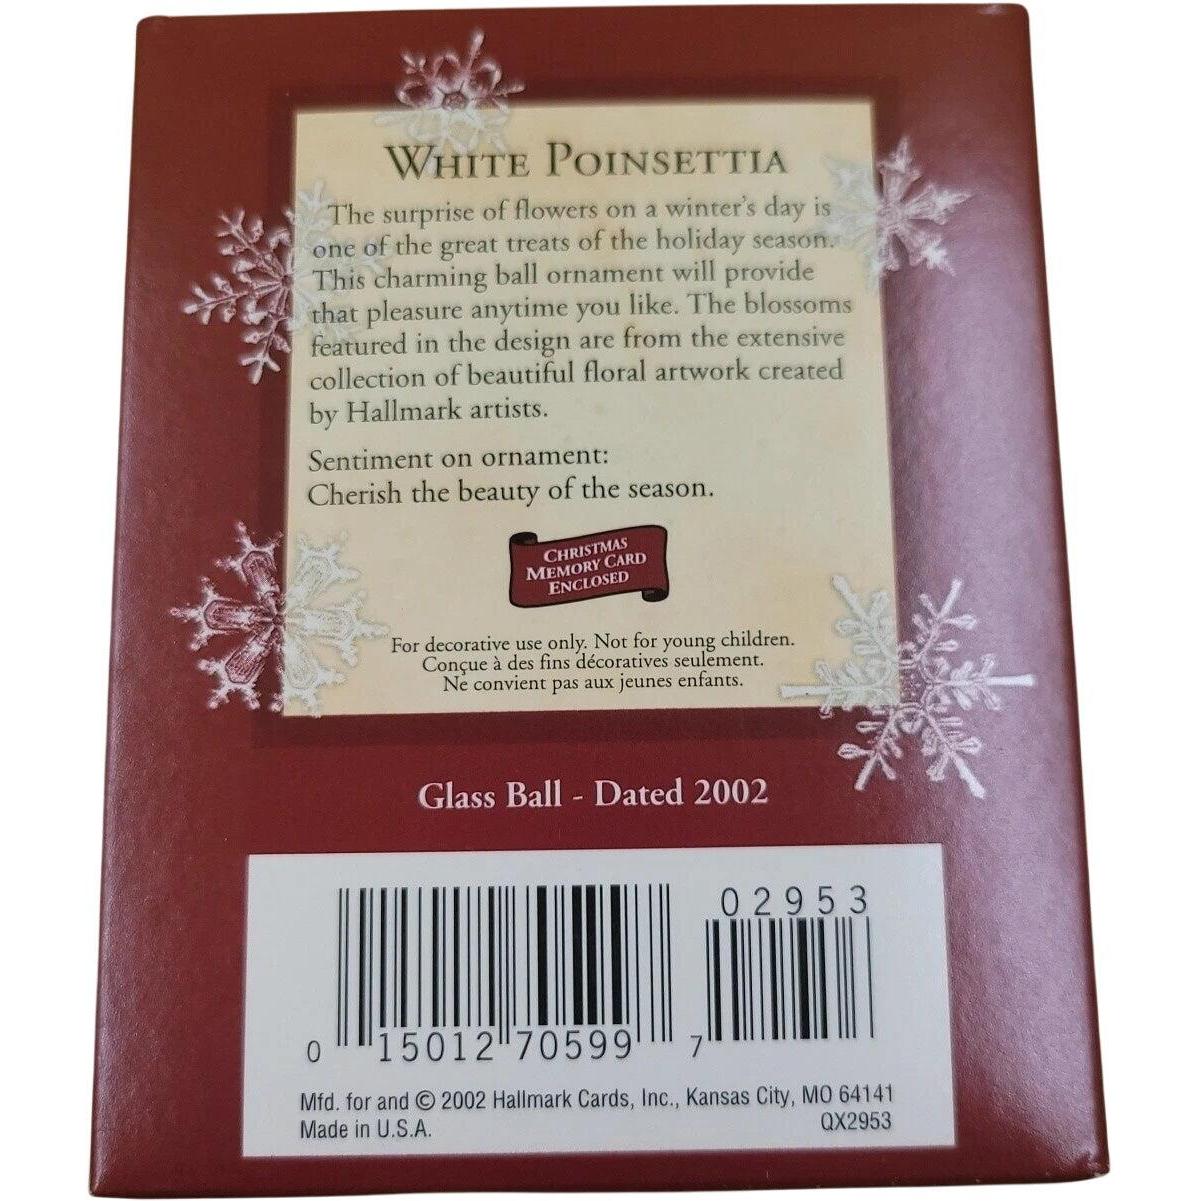 WHITE POINSETTIA
The surprise of flowers on a winter's day is
one of the great treats of the holiday season.
This charming ball ornament will provide
that pleasure anytime you like. The blossoms
featured in the design are from the extensive
collection of beautiful floral artwork created
by Hallmark artists.
Sentiment on ornament:
Cherish the beauty of the season.
CHRISTMAS
MEMORY CARD
ENCLOSED
For decorative use only. Not for young children.
Conçue à des fins décoratives seulement.
Ne convient pas aux jeunes enfants.
Glass Ball - Dated 2002
02953
0 15012 70599 7
Mfd. for and © 2002 Hallmark Cards, Inc., Kansas City, MO 64141
Made in U.S.A. QX2953